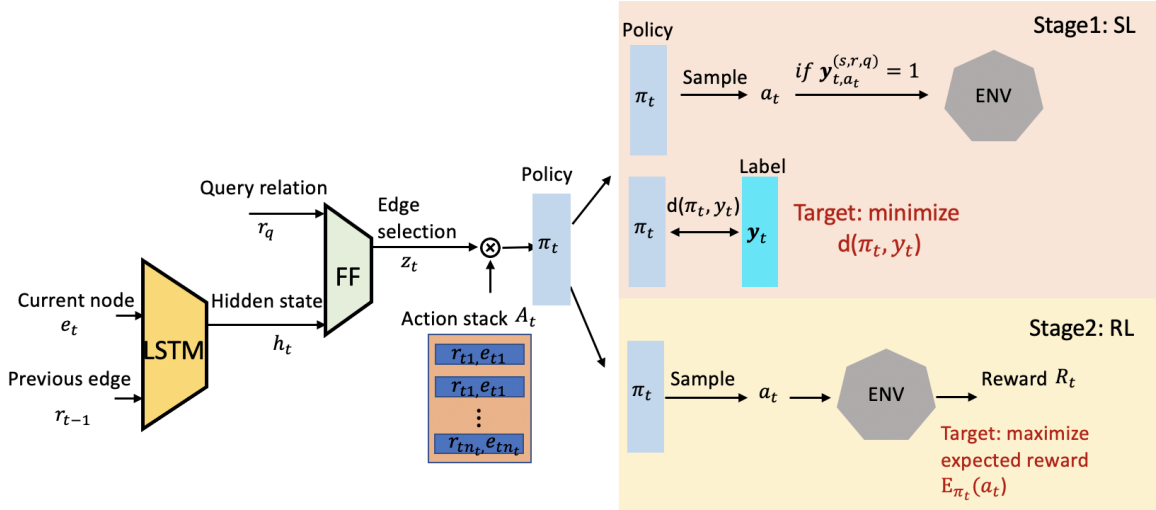 Query relation
r_q
Current node
e_t
Previous edge
r_{t-1}
LSTM
Hidden state
h_t
FF
Edge
selection
z_t
⊗
Action stack A_t
r_{t1},e_{t1}
r_{t1},e_{t1}
⋮
r_{tn_t},e_{tn_t}
Policy
π_t
Stage1: SL
Policy
π_t
Sample
a_t
if y_{t,a_t}^{(s,r,q)} = 1
ENV
π_t
d(π_t, y_t)
Label
y_t
Target: minimize
d(π_t, y_t)
Stage2: RL
π_t
Sample
a_t
ENV
Reward R_t
Target: maximize
expected reward
E_{π_t}(a_t)